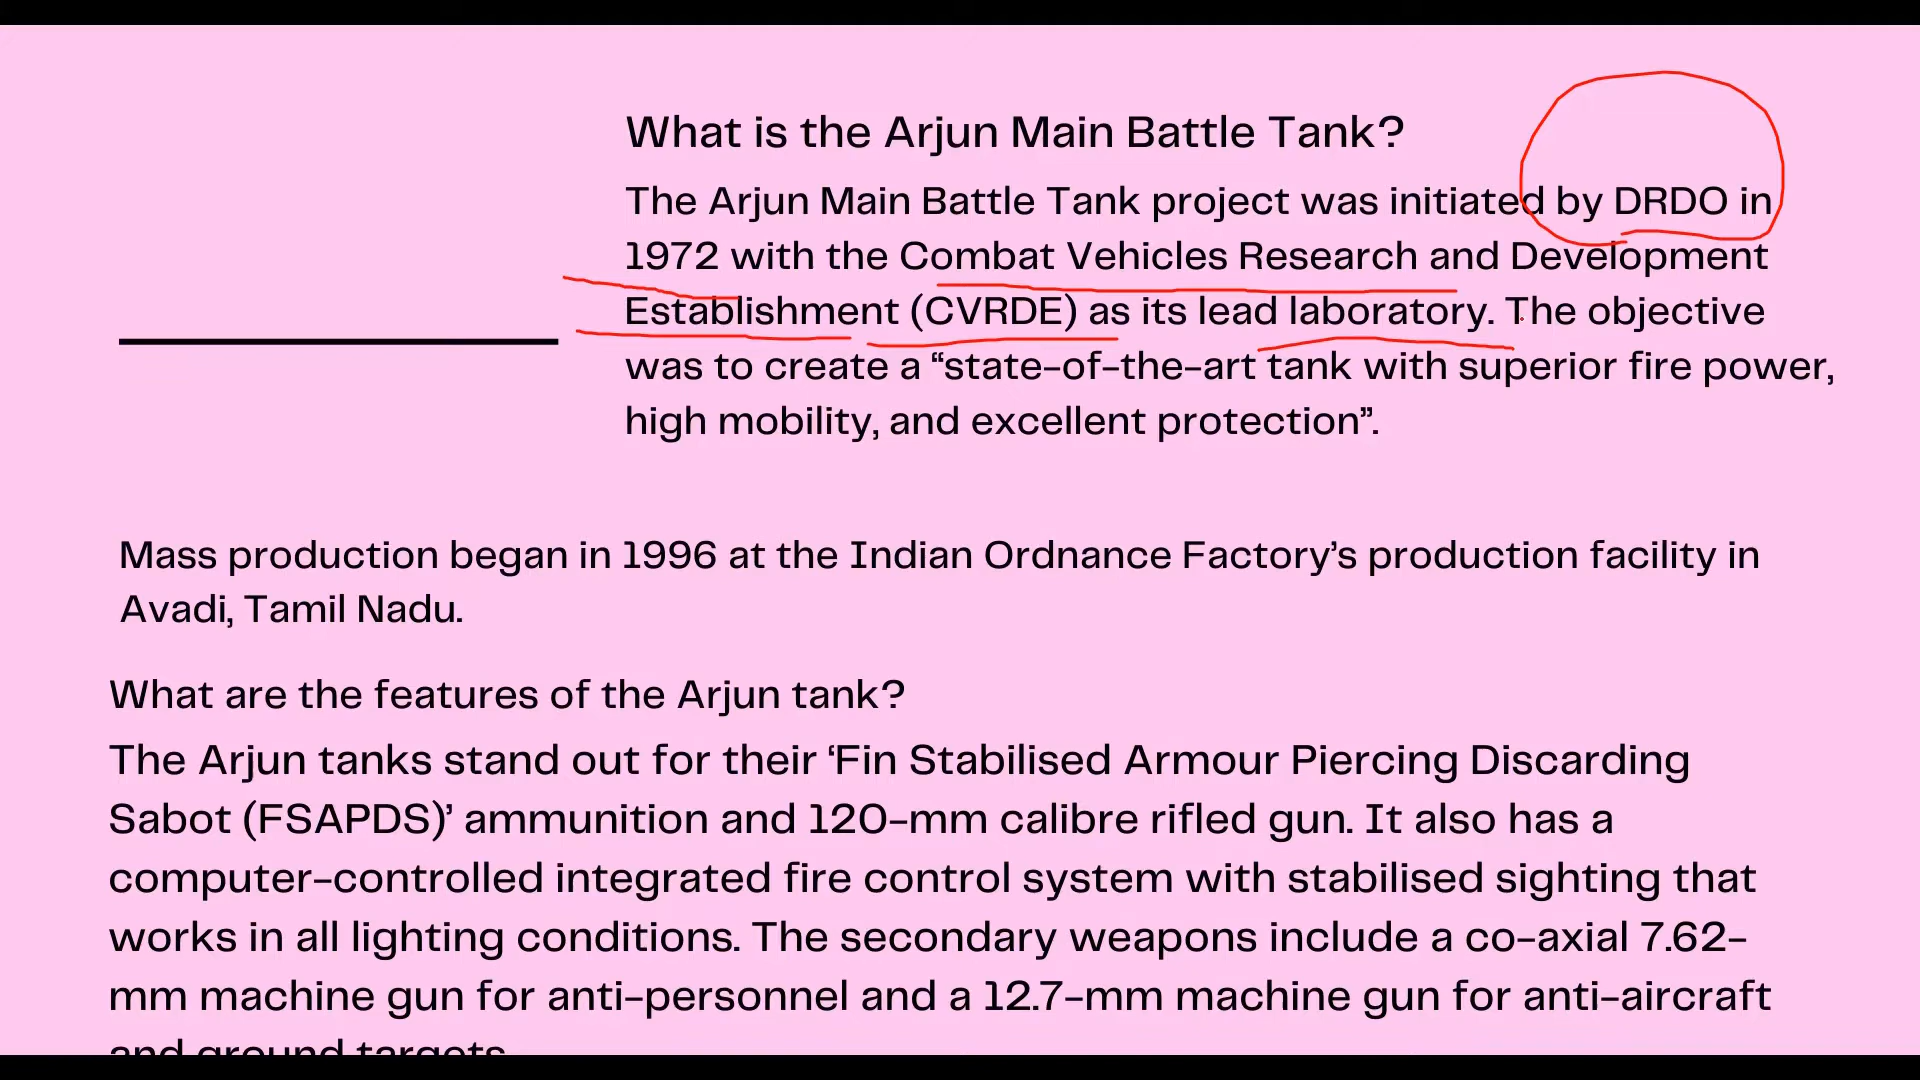 What is the Arjun Main Battle Tank?
The Arjun Main Battle Tank project was initiated by DRDO in
1972 with the Combat Vehicles Research and Development
Establishment (CVRDE) as its lead laboratory. The objective
was to create a “state-of-the-art tank with superior fire power,
high mobility, and excellent protection”.
Mass production began in 1996 at the Indian Ordnance Factory’s production facility in
Avadi, Tamil Nadu.
What are the features of the Arjun tank?
The Arjun tanks stand out for their ‘Fin Stabilised Armour Piercing Discarding
Sabot (FSAPDS)’ ammunition and 120-mm calibre rifled gun. It also has a
computer-controlled integrated fire control system with stabilised sighting that
works in all lighting conditions. The secondary weapons include a co-axial 7.62-
mm machine gun for anti-personnel and a 12.7-mm machine gun for anti-aircraft
and ground targets.